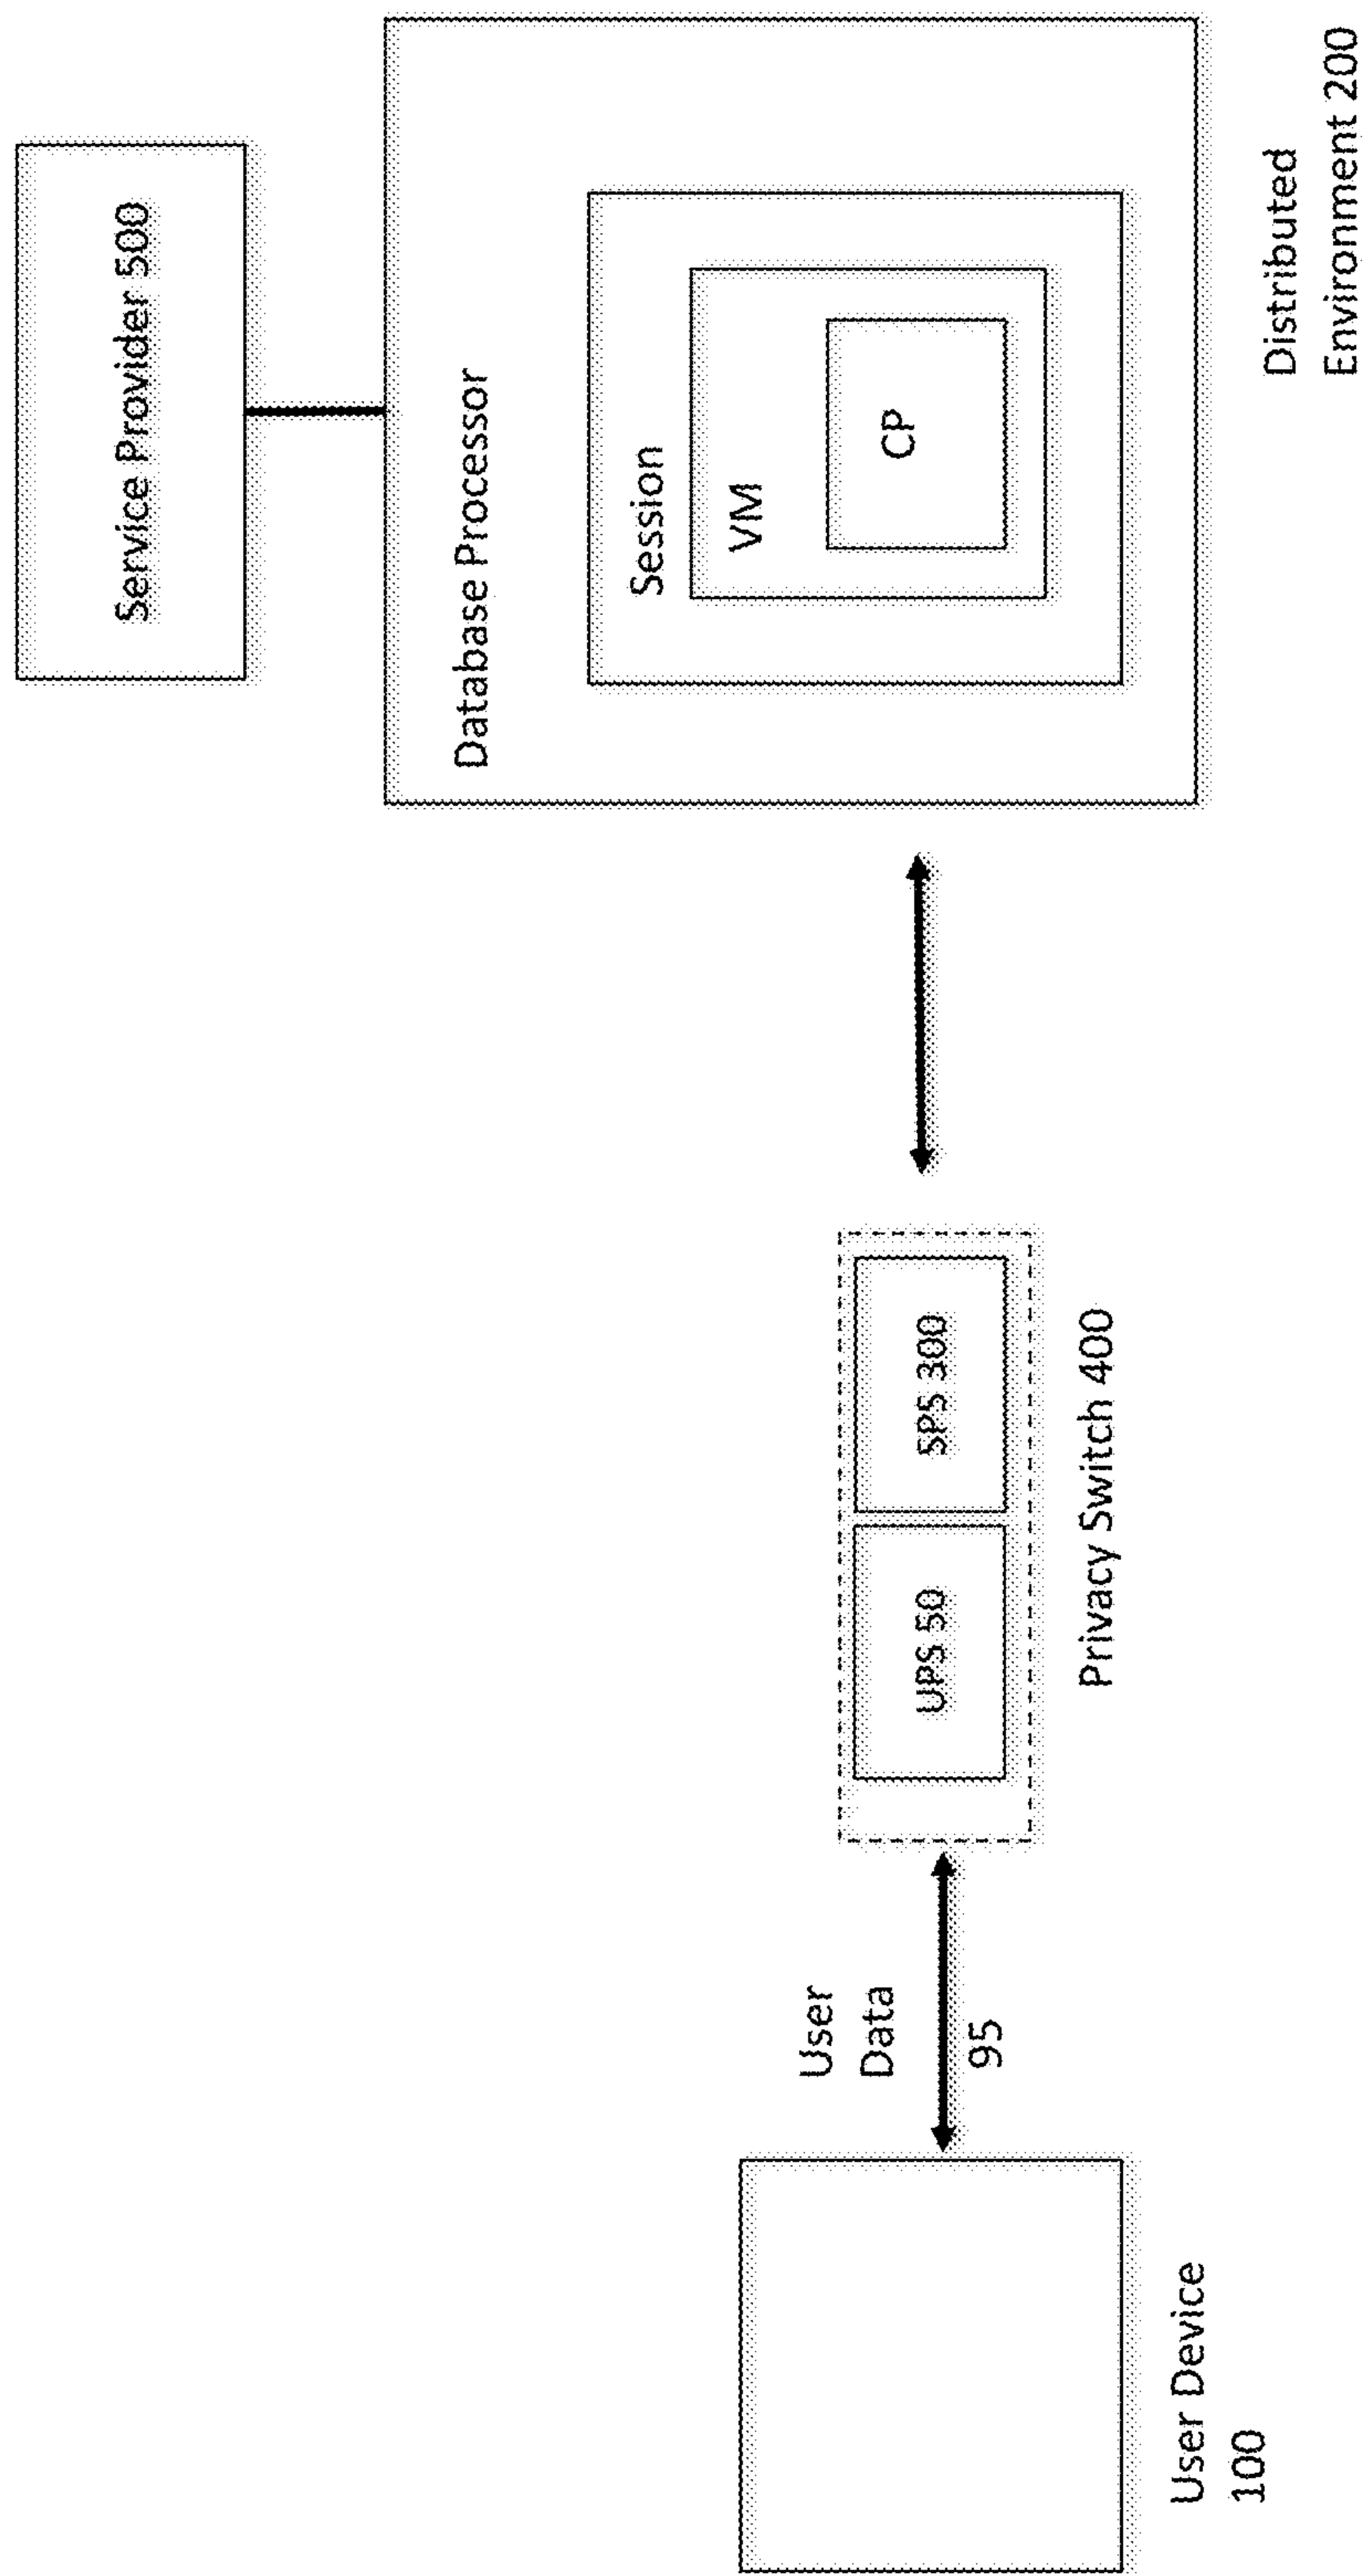 Service Provider 500
Database Processor
Session
VM
CP
Distributed
Environment 200
UPS 50
SPS 300
Privacy Switch 400
User
Data
95
User Device
100